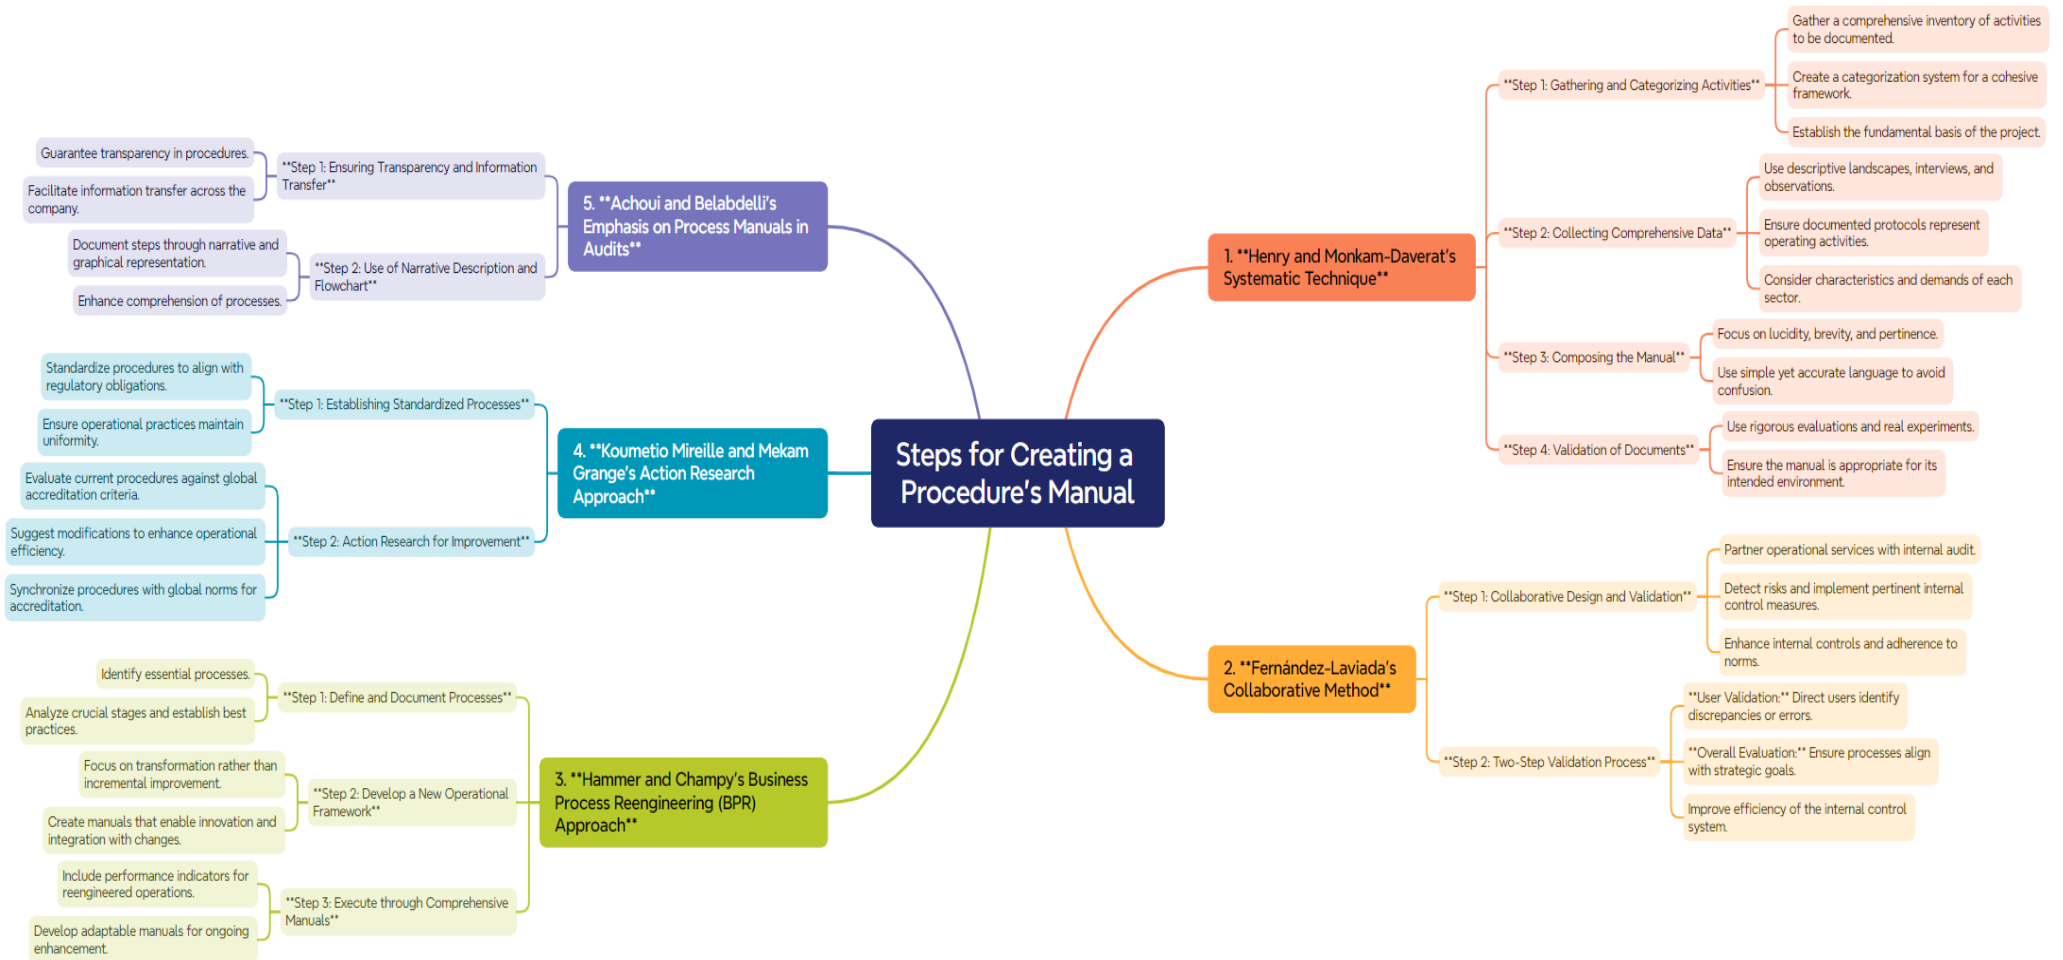 Steps for Creating a
Procedure's Manual
1. **Henry and Monkam-Daverat's
Systematic Technique**
**Step 1: Gathering and Categorizing Activities**
Gather a comprehensive inventory of activities
to be documented.
Create a categorization system for a cohesive
framework.
Establish the fundamental basis of the project.
**Step 2: Collecting Comprehensive Data**
Use descriptive landscapes, interviews, and
observations.
Ensure documented protocols represent
operating activities.
Consider characteristics and demands of each
sector.
**Step 3: Composing the Manual**
Focus on lucidity, brevity, and pertinence.
Use simple yet accurate language to avoid
confusion.
**Step 4: Validation of Documents**
Use rigorous evaluations and real experiments.
Ensure the manual is appropriate for its
intended environment.
2. **Fernández-Laviada's
Collaborative Method**
**Step 1: Collaborative Design and Validation**
Partner operational services with internal audit.
Detect risks and implement pertinent internal
control measures.
Enhance internal controls and adherence to
norms.
**Step 2: Two-Step Validation Process**
**User Validation:** Direct users identify
discrepancies or errors.
**Overall Evaluation:** Ensure processes align
with strategic goals.
Improve efficiency of the internal control
system.
3. **Hammer and Champy's Business
Process Reengineering (BPR)
Approach**
**Step 1: Define and Document Processes**
Identify essential processes.
Analyze crucial stages and establish best
practices.
**Step 2: Develop a New Operational
Framework**
Focus on transformation rather than
incremental improvement.
Create manuals that enable innovation and
integration with changes.
**Step 3: Execute through Comprehensive
Manuals**
Include performance indicators for
reengineered operations.
Develop adaptable manuals for ongoing
enhancement.
4. **Koumetio Mireille and Mekam
Grange's Action Research
Approach**
**Step 1: Establishing Standardized Processes**
Standardize procedures to align with
regulatory obligations.
Ensure operational practices maintain
uniformity.
**Step 2: Action Research for Improvement**
Evaluate current procedures against global
accreditation criteria.
Suggest modifications to enhance operational
efficiency.
Synchronize procedures with global norms for
accreditation.
5. **Achoui and Belabdelli's
Emphasis on Process Manuals in
Audits**
**Step 1: Ensuring Transparency and Information
Transfer**
Guarantee transparency in procedures.
Facilitate information transfer across the
company.
**Step 2: Use of Narrative Description and
Flowchart**
Document steps through narrative and
graphical representation.
Enhance comprehension of processes.